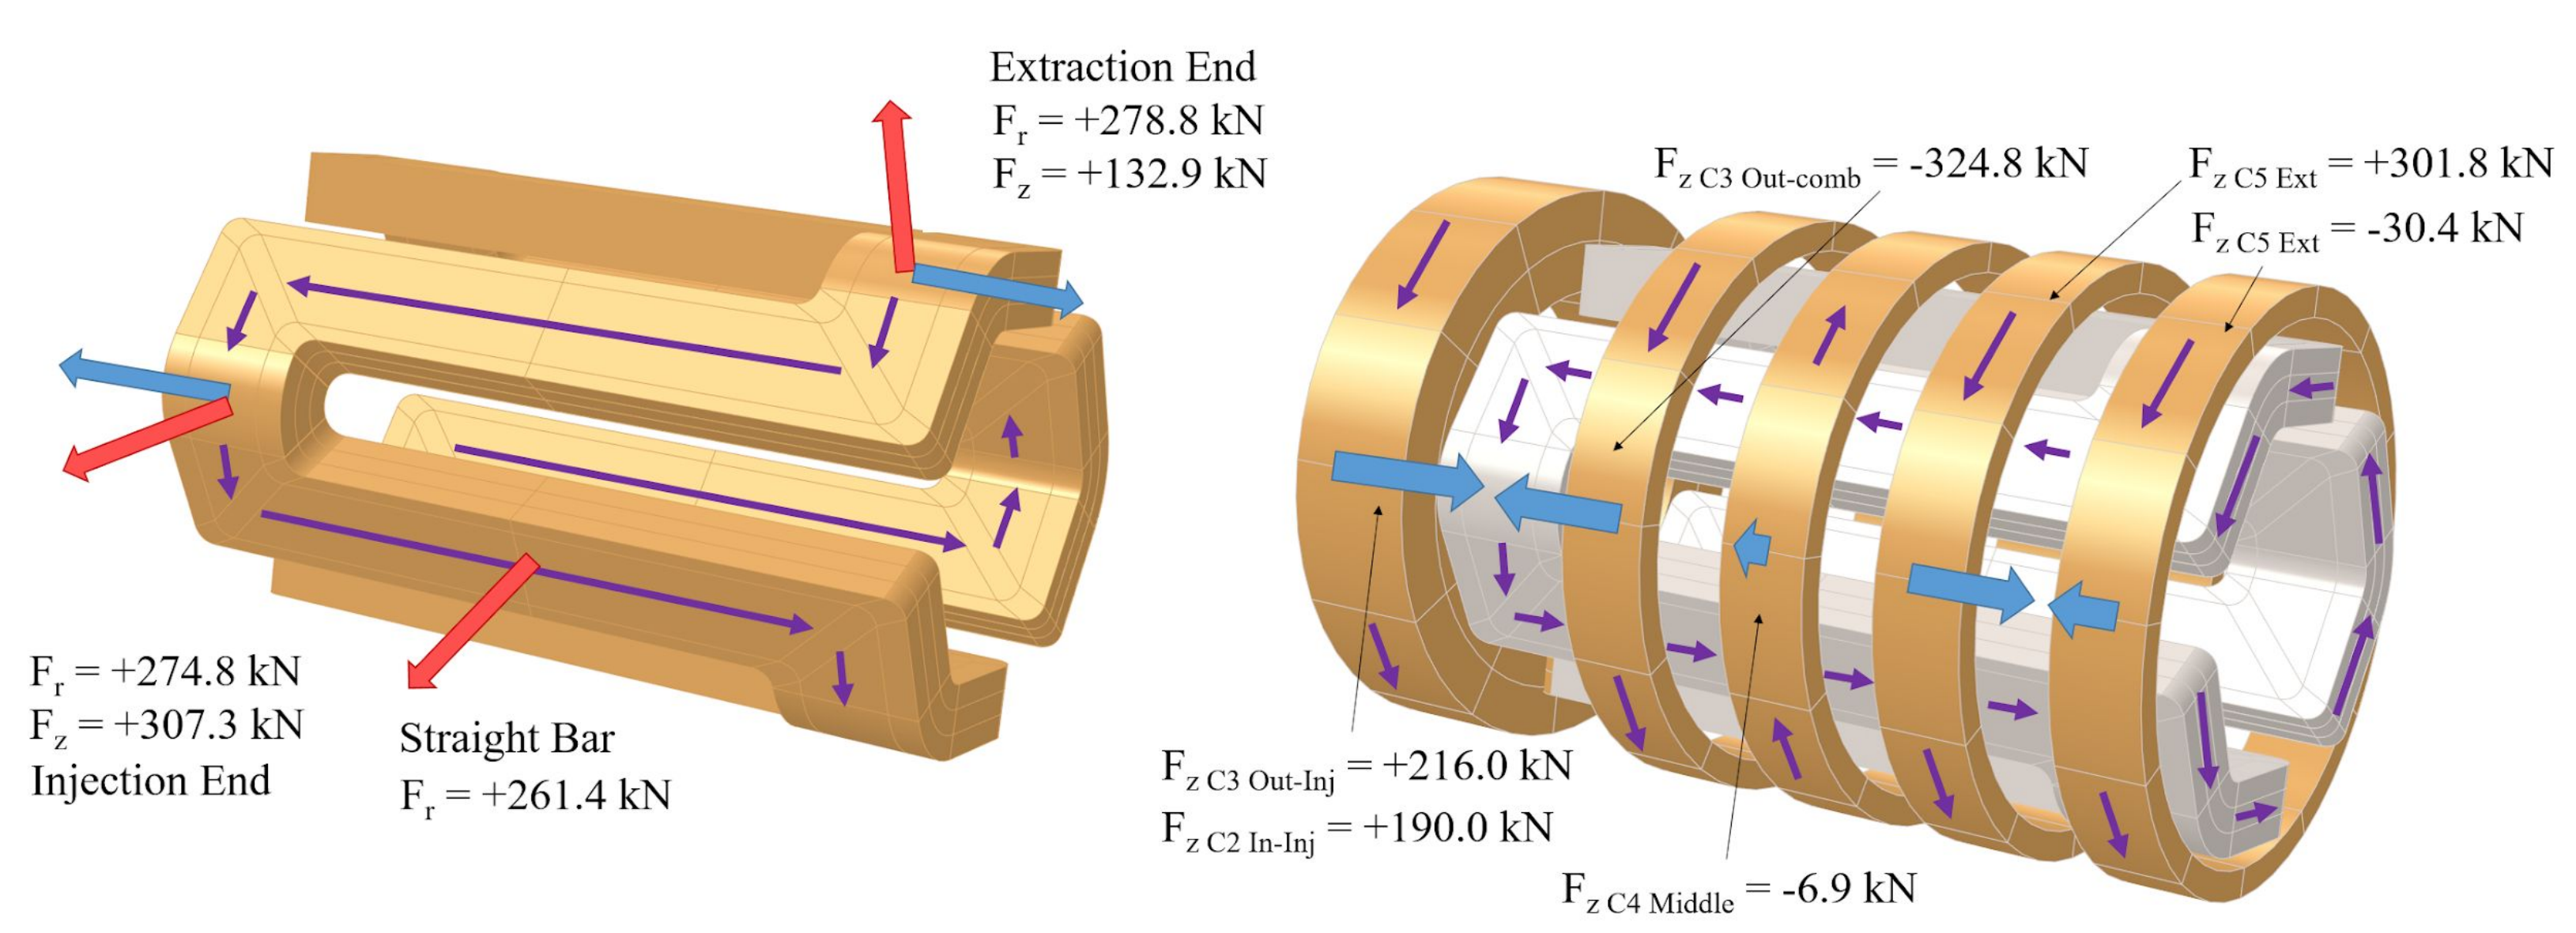 Extraction End
Fr = +278.8 kN
Fz = +132.9 kN
Fr = +274.8 kN
Fz = +307.3 kN
Injection End
Straight Bar
Fr = +261.4 kN
Fz C3 Out-comb = -324.8 kN
Fz C5 Ext = +301.8 kN
Fz C5 Ext = -30.4 kN
Fz C3 Out-Inj = +216.0 kN
Fz C2 In-Inj = +190.0 kN
Fz C4 Middle = -6.9 kN